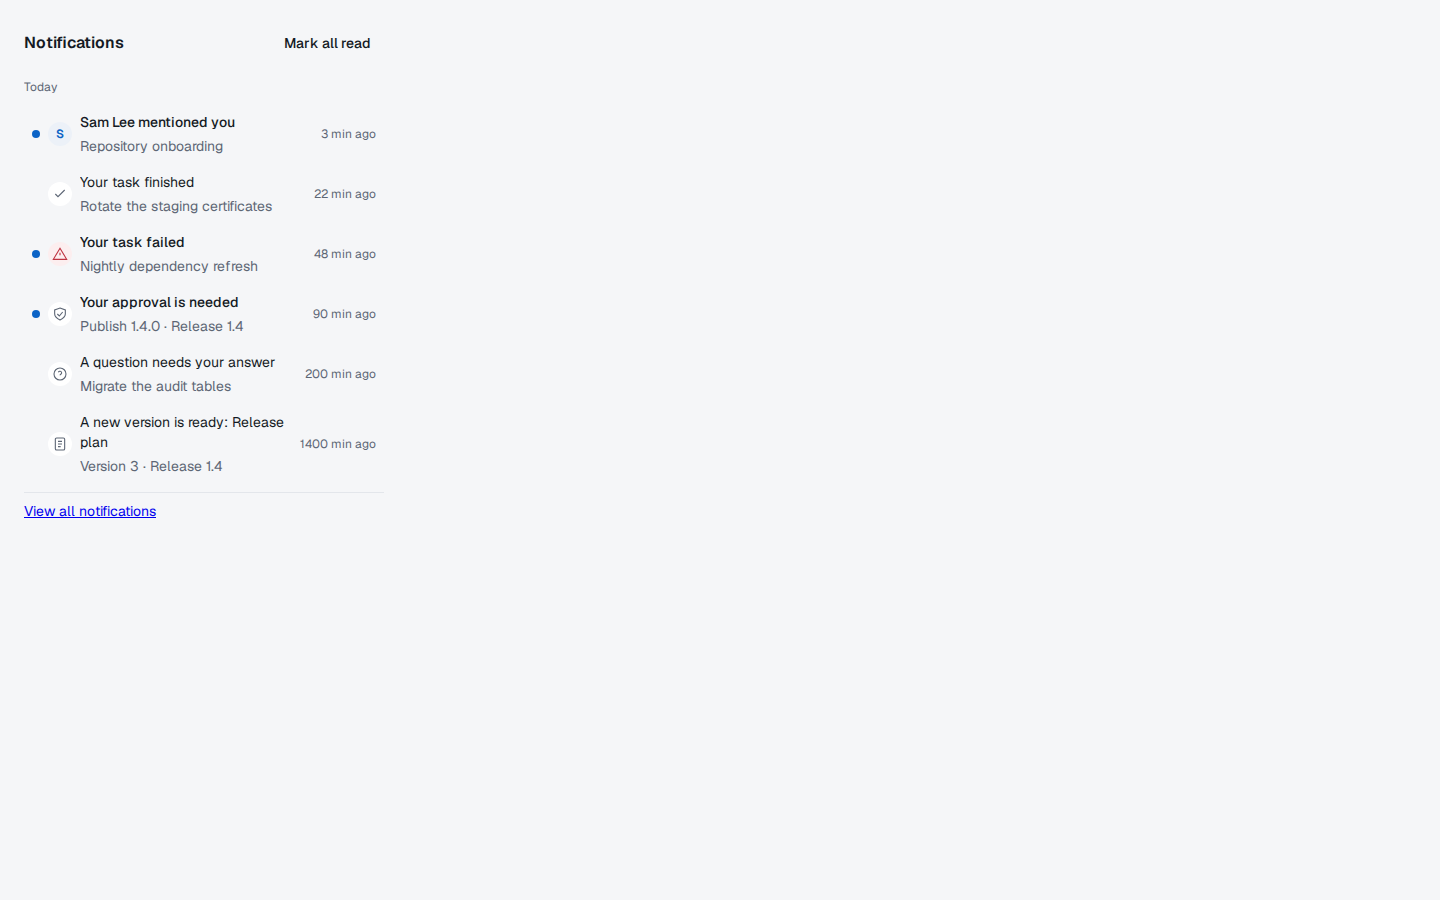 Notifications
Mark all read
Today
S
Sam Lee mentioned you
3 min ago
Repository onboarding
Your task finished
22 min ago
Rotate the staging certificates
Your task failed
48 min ago
Nightly dependency refresh
Your approval is needed
90 min ago
Publish 1.4.0 · Release 1.4
A question needs your answer
200 min ago
Migrate the audit tables
A new version is ready: Release
plan
1400 min ago
Version 3 · Release 1.4
View all notifications